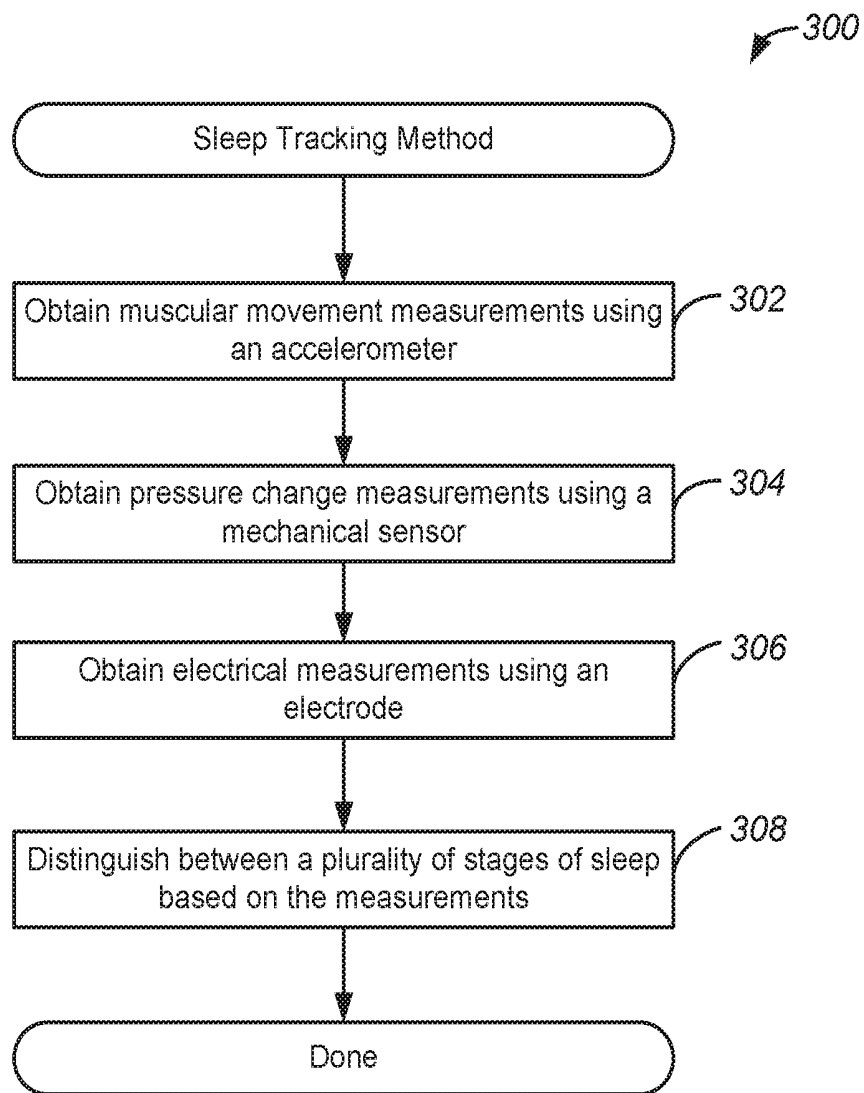 300
Sleep Tracking Method
Obtain muscular movement measurements using
an accelerometer
302
Obtain pressure change measurements using a
mechanical sensor
304
Obtain electrical measurements using an
electrode
306
Distinguish between a plurality of stages of sleep
based on the measurements
308
Done